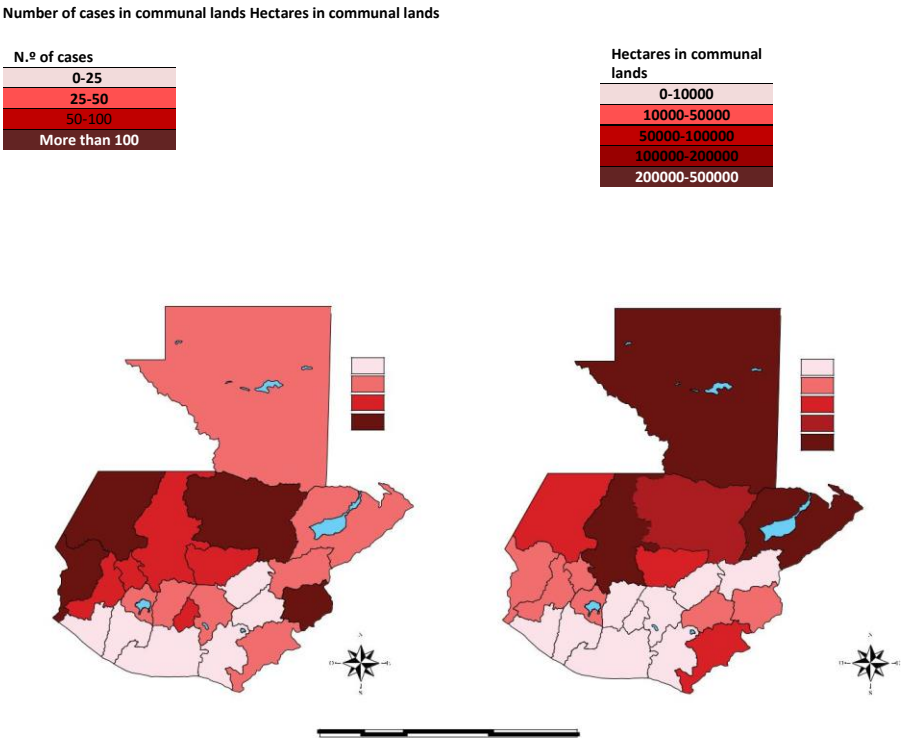 Number of cases in communal lands Hectares in communal lands
N.º of cases
0-25
25-50
50-100
More than 100
Hectares in communal
lands
0-10000
10000-50000
50000-100000
100000-200000
200000-500000